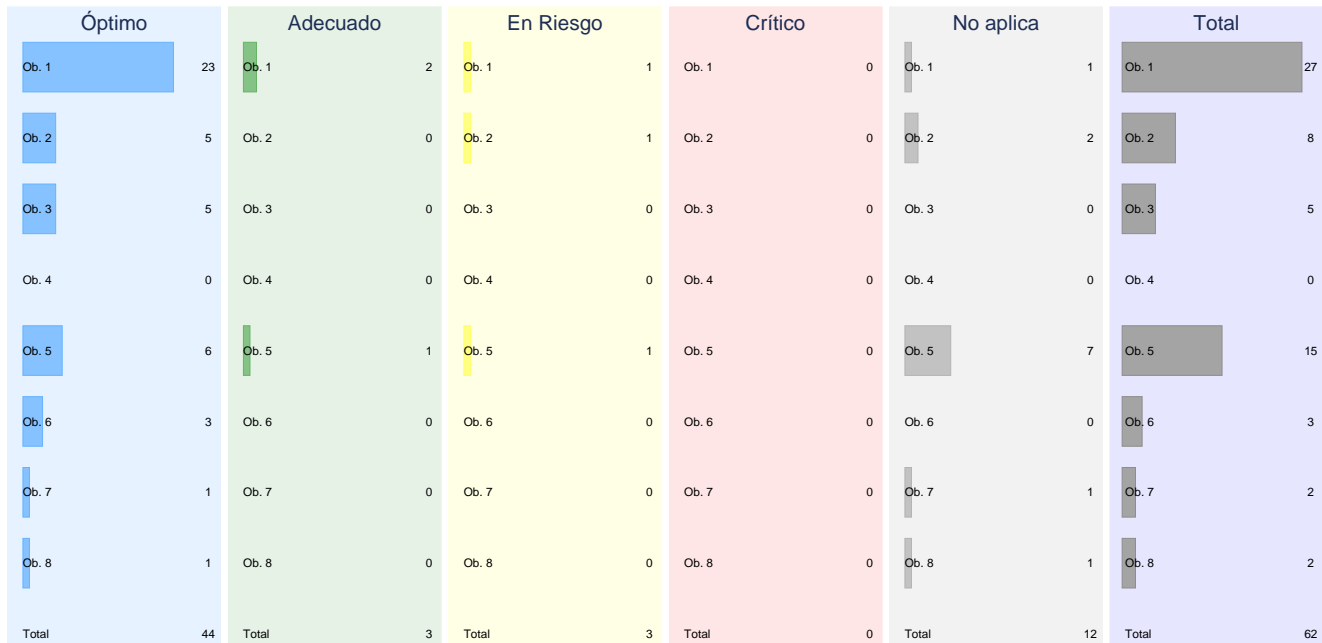 Óptimo Adecuado En Riesgo Crítico No aplica Total
Ob. 1 23 Ob. 1 2 Ob. 1 1 Ob. 1 0 Ob. 1 1 Ob. 1 27
Ob. 2 5 Ob. 2 0 Ob. 2 1 Ob. 2 0 Ob. 2 2 Ob. 2 8
Ob. 3 5 Ob. 3 0 Ob. 3 0 Ob. 3 0 Ob. 3 0 Ob. 3 5
Ob. 4 0 Ob. 4 0 Ob. 4 0 Ob. 4 0 Ob. 4 0 Ob. 4 0
Ob. 5 6 Ob. 5 1 Ob. 5 1 Ob. 5 0 Ob. 5 7 Ob. 5 15
Ob. 6 3 Ob. 6 0 Ob. 6 0 Ob. 6 0 Ob. 6 0 Ob. 6 3
Ob. 7 1 Ob. 7 0 Ob. 7 0 Ob. 7 0 Ob. 7 1 Ob. 7 2
Ob. 8 1 Ob. 8 0 Ob. 8 0 Ob. 8 0 Ob. 8 1 Ob. 8 2
Total 44 Total 3 Total 3 Total 0 Total 12 Total 62